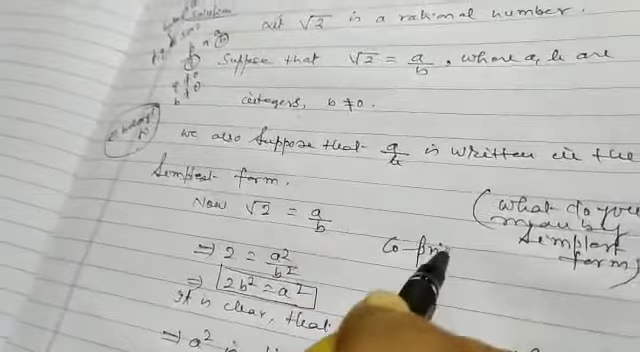 Let √2 is a rational number.
Suppose that √2 = a/b, where a, b are
integers, b ≠ 0.
we also suppose that a/b is written in the
Simplest form.
Now √2 = a/b
(what do you
mean by
simplest
form)
⇒ 2 = a²/b²
Co-pri
⇒ 2b² = a²
It is clear, that
⇒ a² is